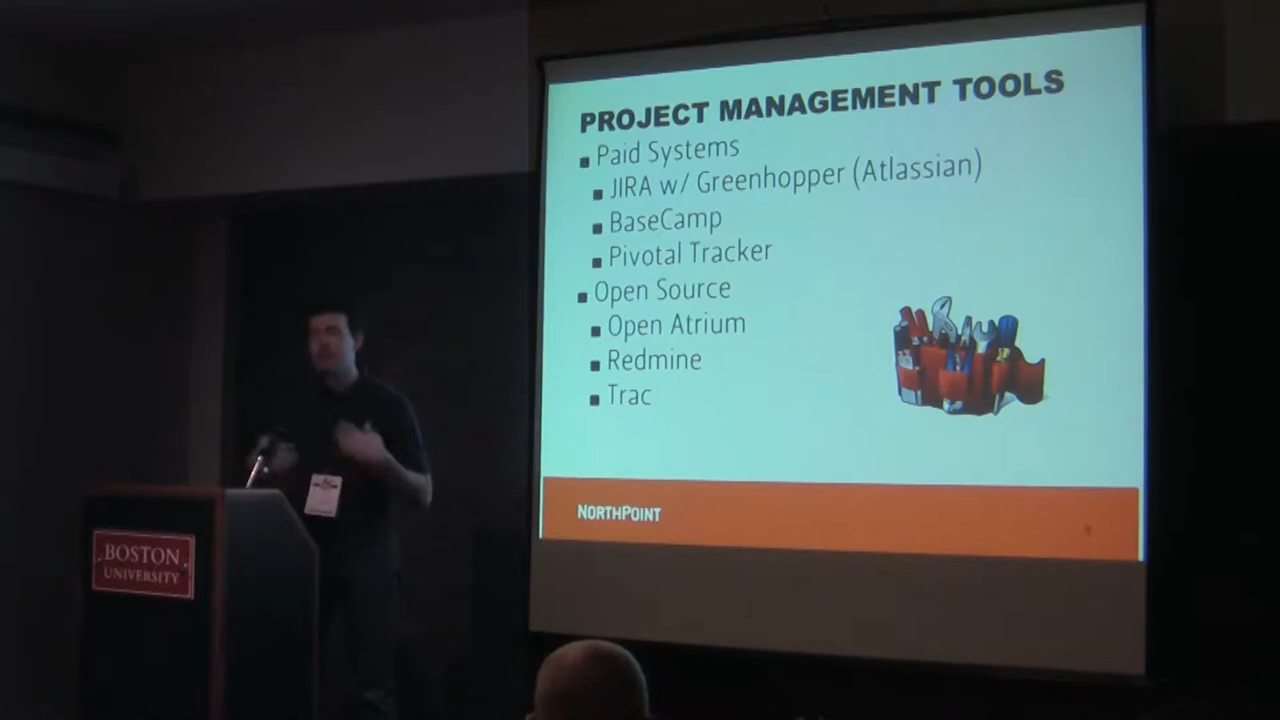 PROJECT MANAGEMENT TOOLS
Paid Systems
JIRA w/ Greenhopper (Atlassian)
BaseCamp
Pivotal Tracker
Open Source
Open Atrium
Redmine
Trac
NORTHPOINT
BOSTON
UNIVERSITY